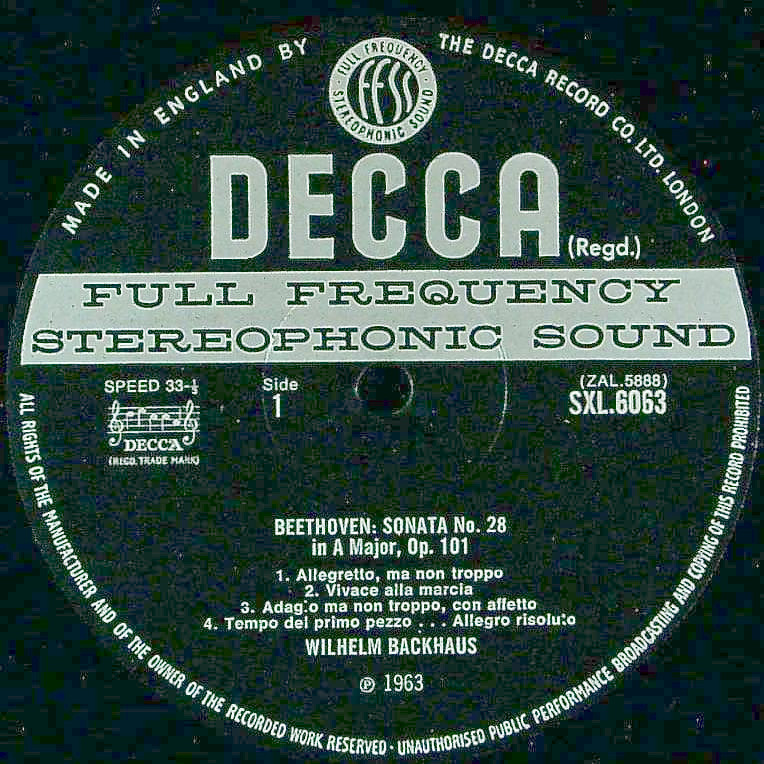 MADE IN ENGLAND BY
THE DECCA RECORD CO. LTD. LONDON
FULL FREQUENCY
FFSS
STEREOPHONIC SOUND
DECCA
(Regd.)
FULL FREQUENCY
STEREOPHONIC SOUND
SPEED 33-⅓
DECCA
(REGD. TRADE MARK)
Side
1
(ZAL.5888)
SXL.6063
BEETHOVEN: SONATA No. 28
in A Major, Op. 101
1. Allegretto, ma non troppo
2. Vivace alla marcia
3. Adagio ma non troppo, con affetto
4. Tempo del primo pezzo . . . Allegro risoluto
WILHELM BACKHAUS
℗ 1963
ALL RIGHTS OF THE MANUFACTURER AND OF THE OWNER OF THE RECORDED WORK RESERVED · UNAUTHORISED PUBLIC PERFORMANCE BROADCASTING AND COPYING OF THIS RECORD PROHIBITED